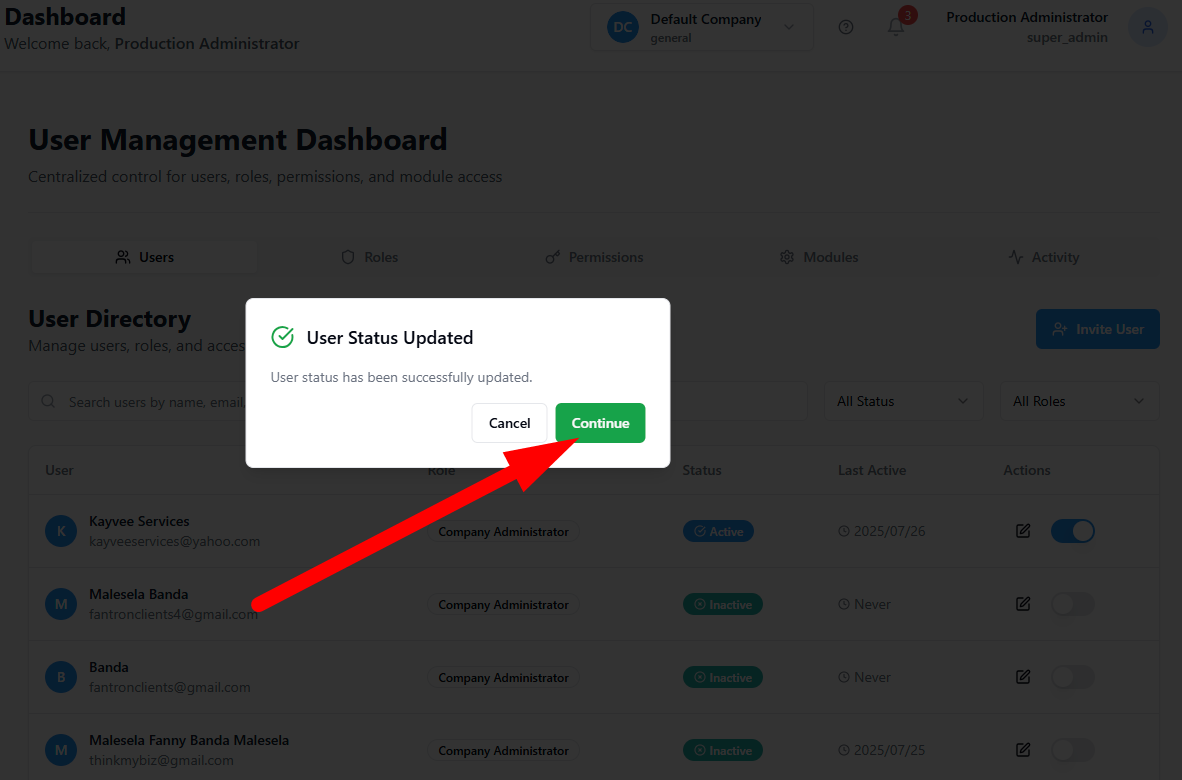 Dashboard
Welcome back, Production Administrator
DC
Default Company
general
3
Production Administrator
super_admin
User Management Dashboard
Centralized control for users, roles, permissions, and module access
Users
Roles
Permissions
Modules
Activity
User Directory
Manage users, roles, and acces
Invite User
User Status Updated
User status has been successfully updated.
Cancel
Continue
Search users by name, email,
All Status
All Roles
User
Role
Status
Last Active
Actions
K
Kayvee Services
kayveeservices@yahoo.com
Company Administrator
Active
2025/07/26
M
Malesela Banda
fantronclients4@gmail.com
Company Administrator
Inactive
Never
B
Banda
fantronclients@gmail.com
Company Administrator
Inactive
Never
M
Malesela Fanny Banda Malesela
thinkmybiz@gmail.com
Company Administrator
Inactive
2025/07/25